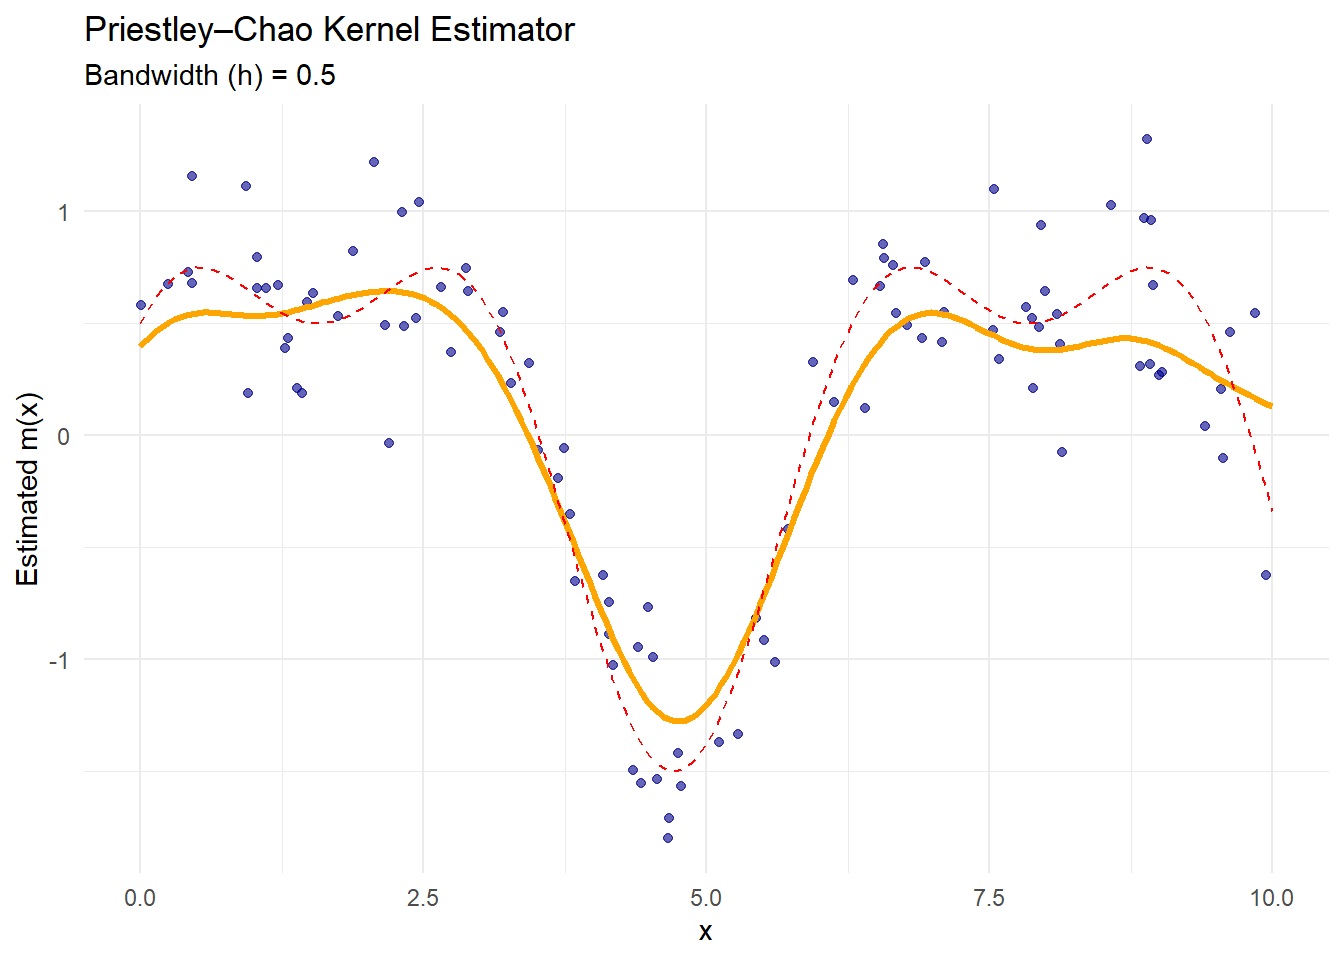 Priestley–Chao Kernel Estimator
Bandwidth (h) = 0.5
Estimated m(x)
1
0
-1
0.0 2.5 5.0 7.5 10.0
x